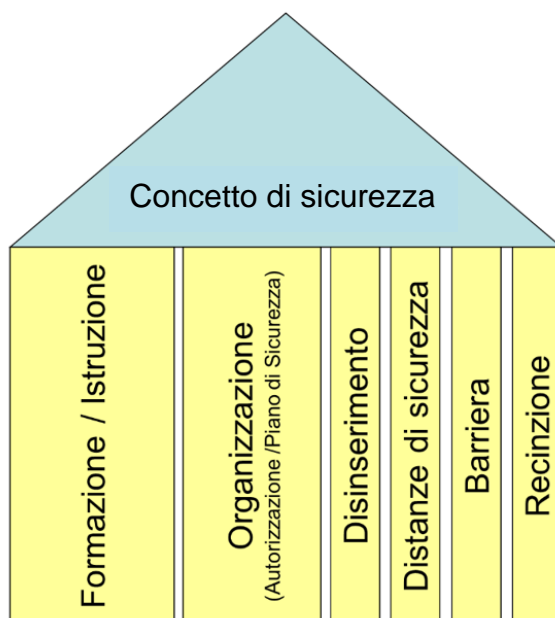 Concetto di sicurezza
Formazione / Istruzione
Organizzazione
(Autorizzazione /Piano di Sicurezza)
Disinserimento
Distanze di sicurezza
Barriera
Recinzione